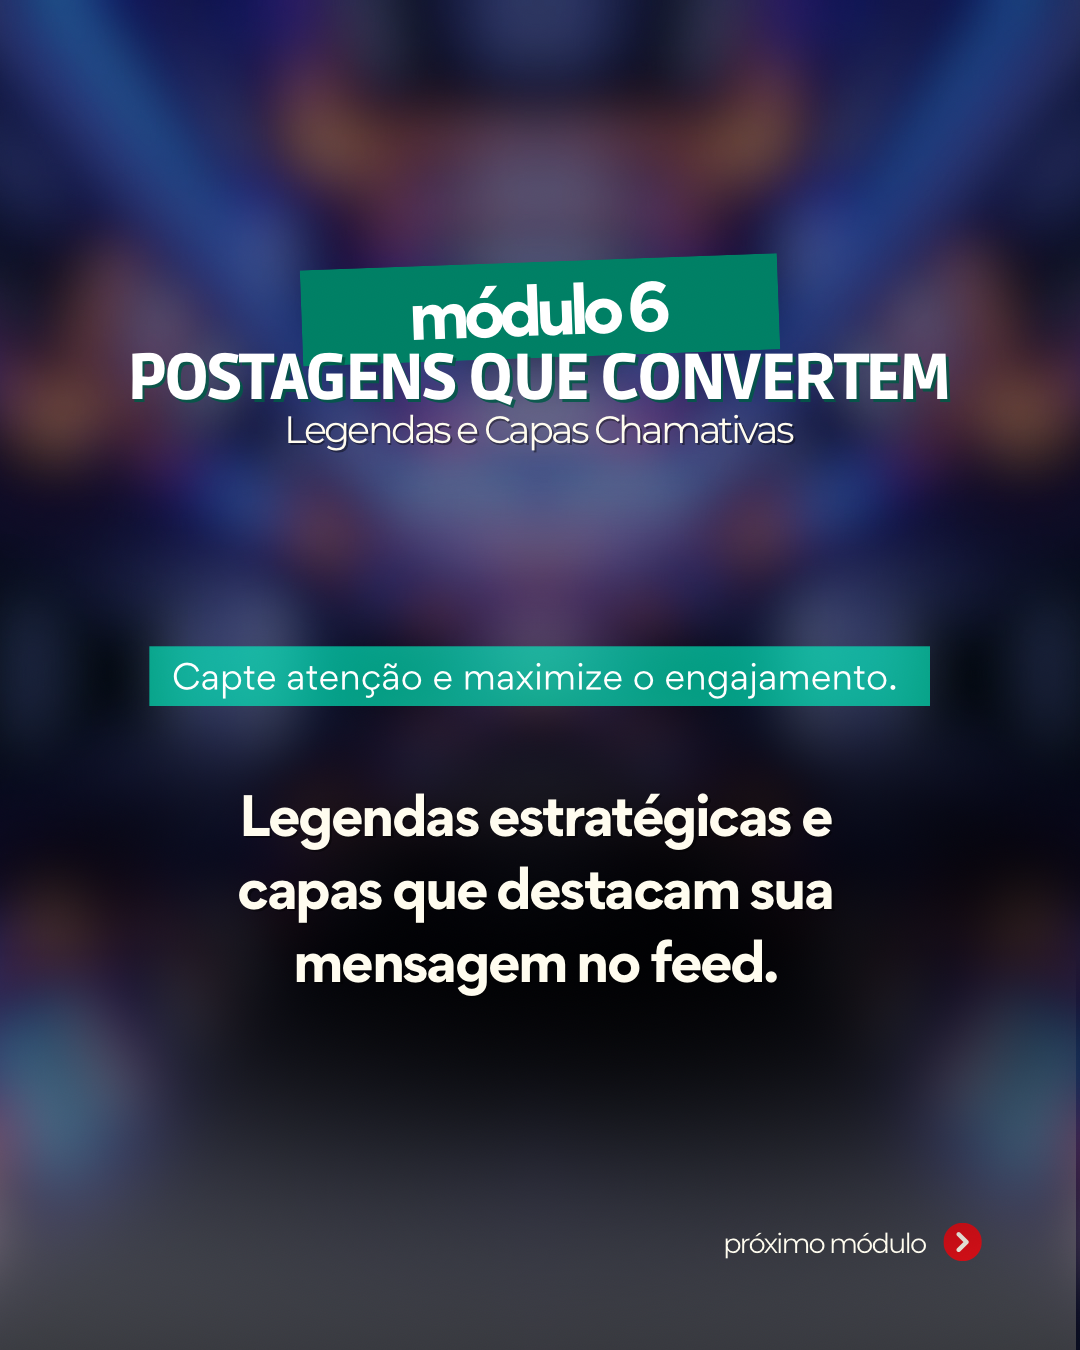 módulo 6
POSTAGENS QUE CONVERTEM
Legendas e Capas Chamativas
Capte atenção e maximize o engajamento.
Legendas estratégicas e
capas que destacam sua
mensagem no feed.
próximo módulo